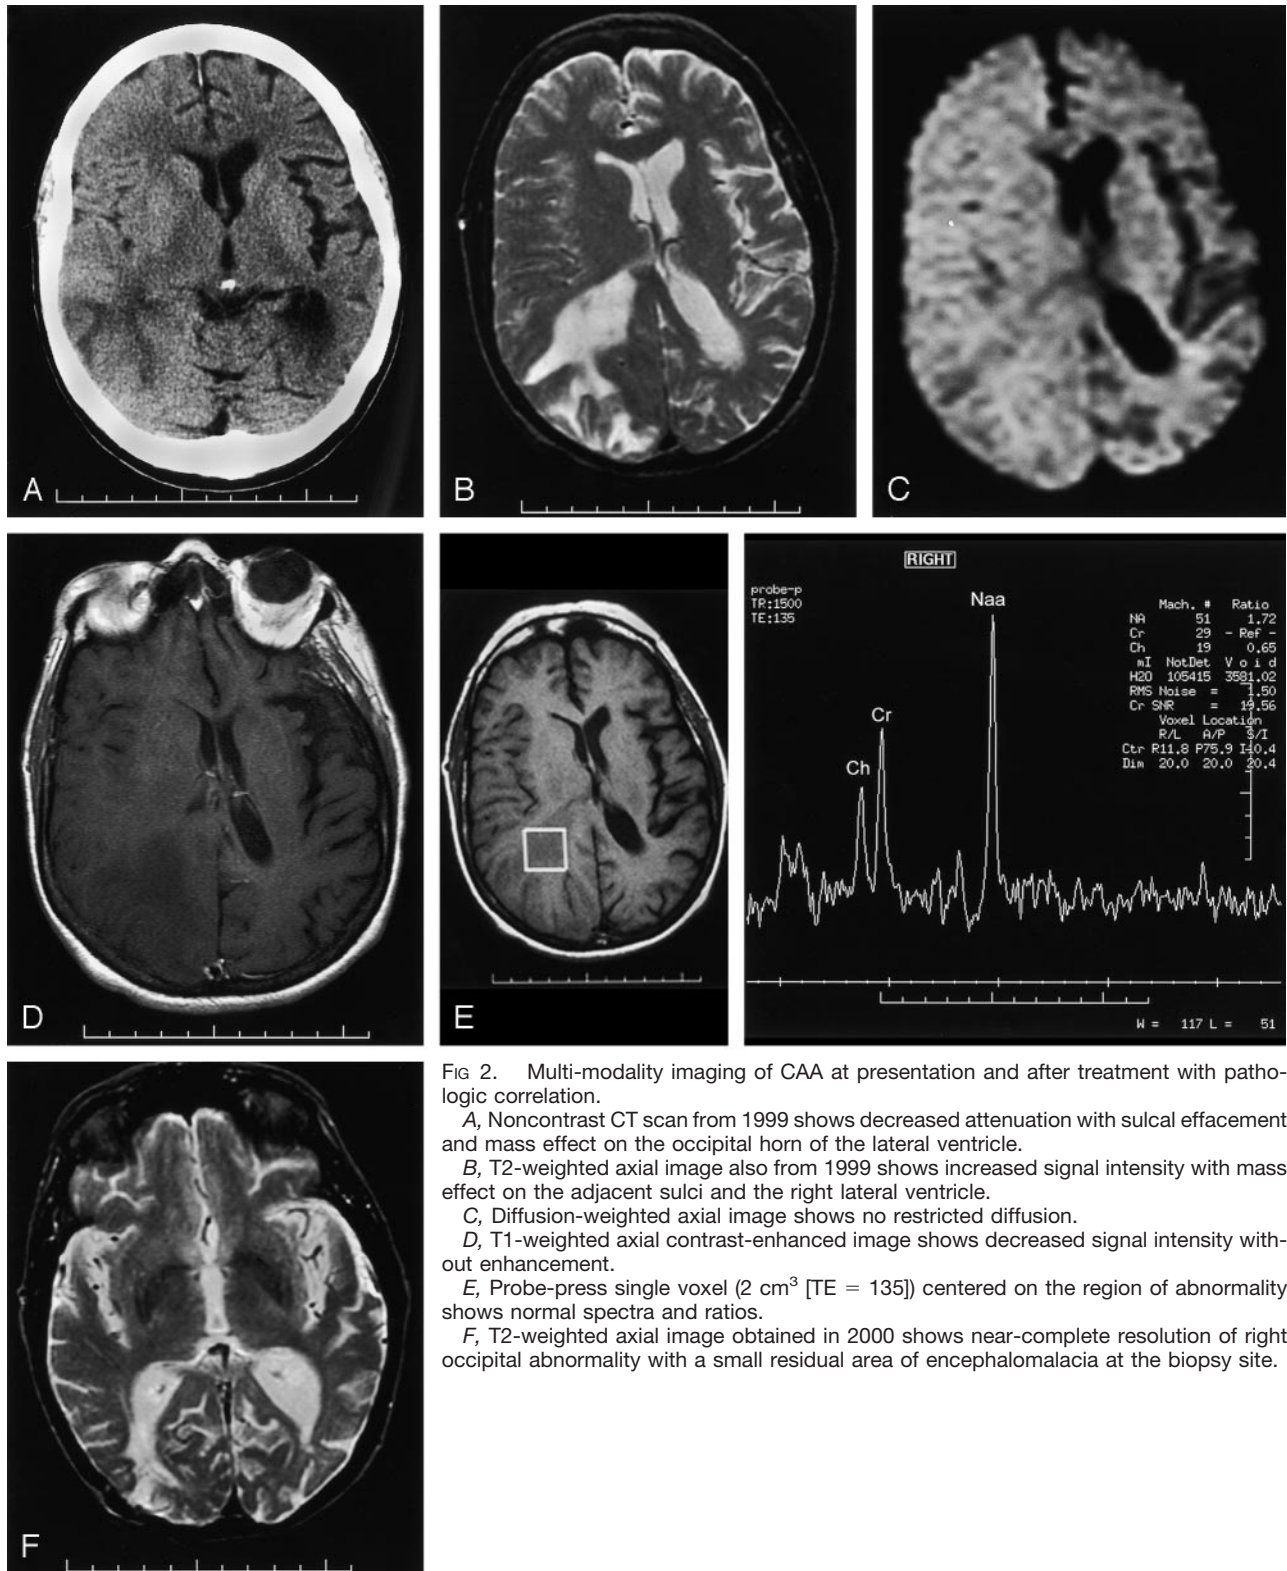 A
B
C
D
E
RIGHT
probe-p
TR:1500
TE:135
Naa
Cr
Ch
Mach. # Ratio
NA 51 1.72
Cr 29 - Ref -
Ch 19 0.65
mI NotDet Void
H2O 105415 3581.02
RMS Noise = 1.50
Cr SNR = 19.56
Voxel Location
R/L A/P S/I
Ctr R11.8 P75.9 I40.4
Dim 20.0 20.0 20.4
W = 117 L = 51
F
FIG 2. Multi-modality imaging of CAA at presentation and after treatment with patho-
logic correlation.
A, Noncontrast CT scan from 1999 shows decreased attenuation with sulcal effacement
and mass effect on the occipital horn of the lateral ventricle.
B, T2-weighted axial image also from 1999 shows increased signal intensity with mass
effect on the adjacent sulci and the right lateral ventricle.
C, Diffusion-weighted axial image shows no restricted diffusion.
D, T1-weighted axial contrast-enhanced image shows decreased signal intensity with-
out enhancement.
E, Probe-press single voxel (2 cm³ [TE = 135]) centered on the region of abnormality
shows normal spectra and ratios.
F, T2-weighted axial image obtained in 2000 shows near-complete resolution of right
occipital abnormality with a small residual area of encephalomalacia at the biopsy site.